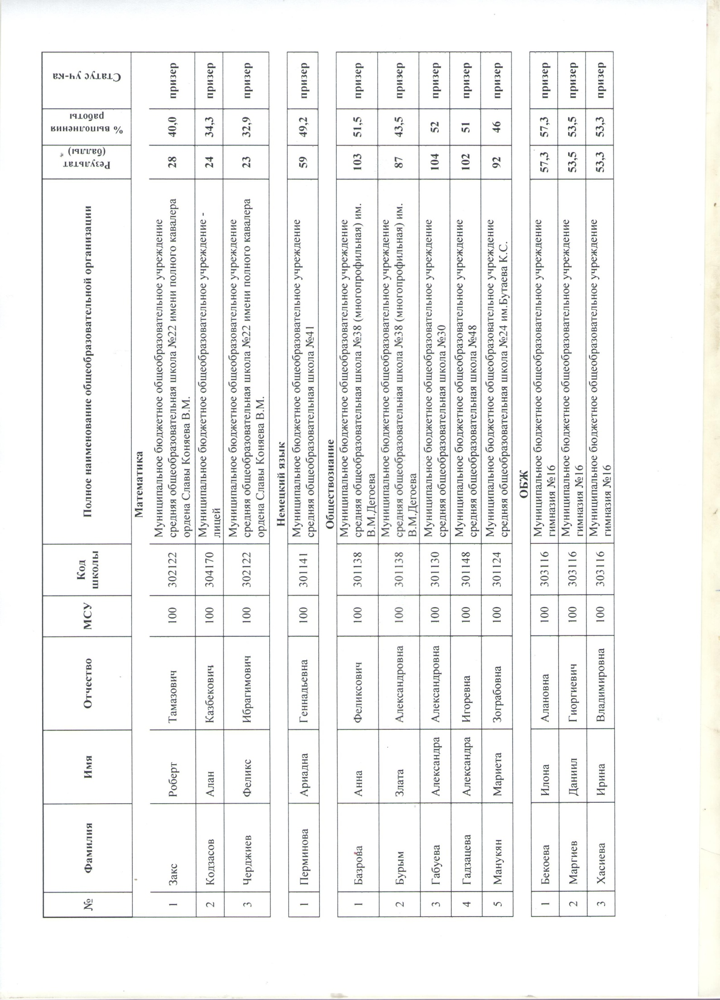 № Фамилия Имя Отчество МСУ Код школы Полное наименование общеобразовательной организации Результат (баллы) % выполнения работы Статус уч-ка
Математика
1 Закс Роберт Тамазович 100 302122 Муниципальное бюджетное общеобразовательное учреждение средняя общеобразовательная школа №22 имени полного кавалера ордена Славы Коняева В.М. 28 40,0 призер
2 Кодзасов Алан Казбекович 100 304170 Муниципальное бюджетное общеобразовательное учреждение - лицей 24 34,3 призер
3 Черджиев Феликс Ибрагимович 100 302122 Муниципальное бюджетное общеобразовательное учреждение средняя общеобразовательная школа №22 имени полного кавалера ордена Славы Коняева В.М. 23 32,9 призер
Немецкий язык
1 Перминова Ариадна Геннадьевна 100 301141 Муниципальное бюджетное общеобразовательное учреждение средняя общеобразовательная школа №41 59 49,2 призер
Обществознание
1 Базрова Анна Феликсович 100 301138 Муниципальное бюджетное общеобразовательное учреждение средняя общеобразовательная школа №38 (многопрофильная) им. В.М.Дегоева 103 51,5 призер
2 Бурым Злата Александровна 100 301138 Муниципальное бюджетное общеобразовательное учреждение средняя общеобразовательная школа №38 (многопрофильная) им. В.М.Дегоева 87 43,5 призер
3 Габуева Александра Александровна 100 301130 Муниципальное бюджетное общеобразовательное учреждение средняя общеобразовательная школа №30 104 52 призер
4 Гадзацева Александра Игоревна 100 301148 Муниципальное бюджетное общеобразовательное учреждение средняя общеобразовательная школа №48 102 51 призер
5 Манукян Мариета Зограбовна 100 301124 Муниципальное бюджетное общеобразовательное учреждение средняя общеобразовательная школа №24 им.Бутаева К.С. 92 46 призер
ОБЖ
1 Бекоева Илона Алановна 100 303116 Муниципальное бюджетное общеобразовательное учреждение гимназия №16 57,3 57,3 призер
2 Маргиев Даниил Гиоргиевич 100 303116 Муниципальное бюджетное общеобразовательное учреждение гимназия №16 53,5 53,5 призер
3 Хасиева Ирина Владимировна 100 303116 Муниципальное бюджетное общеобразовательное учреждение гимназия №16 53,3 53,3 призер